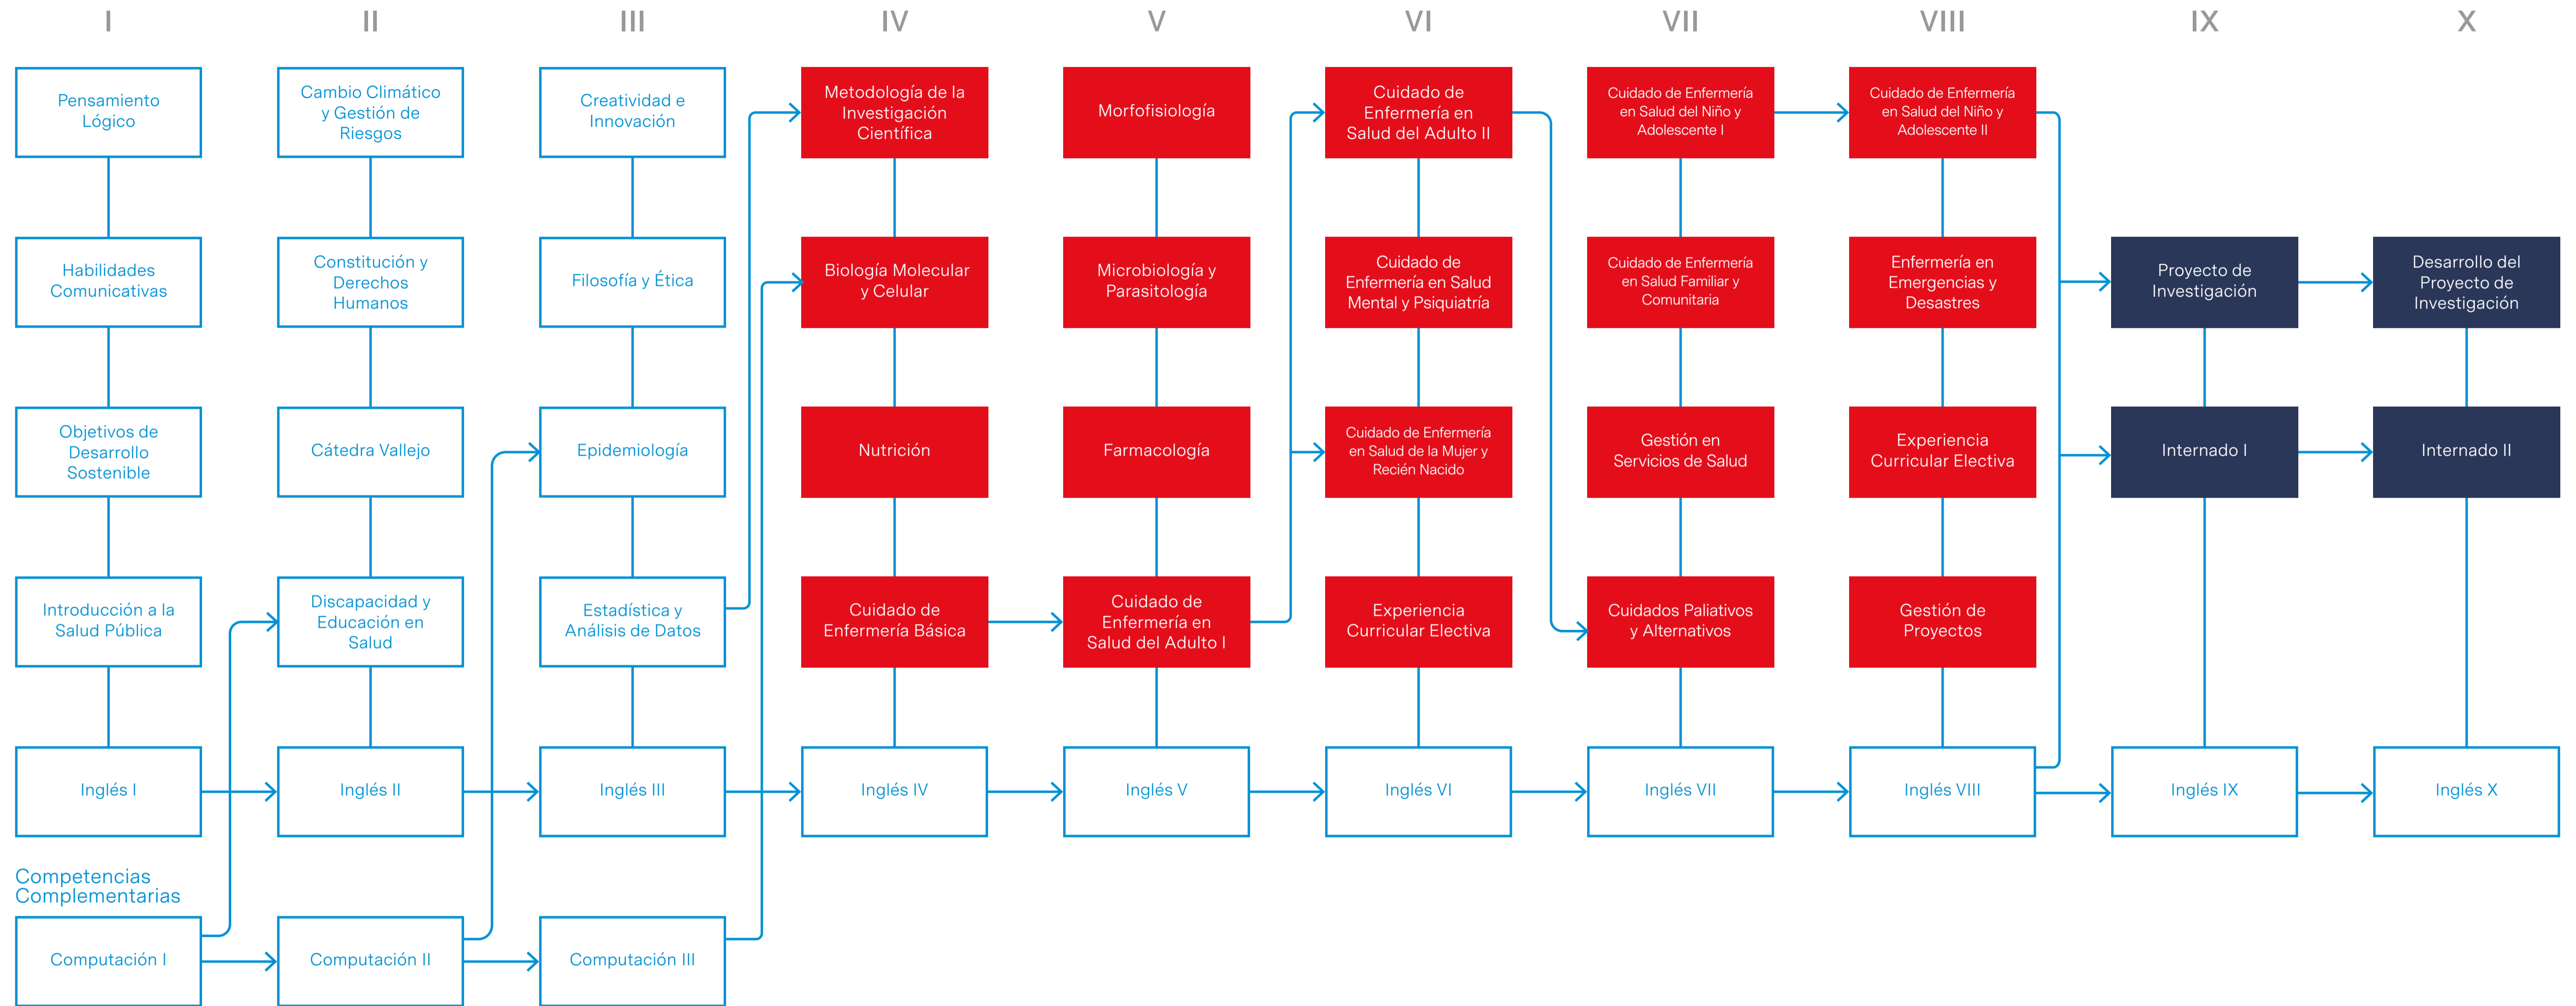 I
II
III
IV
V
VI
VII
VIII
IX
X
Pensamiento
Lógico
Habilidades
Comunicativas
Objetivos de
Desarrollo
Sostenible
Introducción a la
Salud Pública
Inglés I
Competencias
Complementarias
Computación I
Cambio Climático
y Gestión de
Riesgos
Constitución y
Derechos
Humanos
Cátedra Vallejo
Discapacidad y
Educación en
Salud
Inglés II
Computación II
Creatividad e
Innovación
Filosofía y Ética
Epidemiología
Estadística y
Análisis de Datos
Inglés III
Computación III
Metodología de la
Investigación
Científica
Biología Molecular
y Celular
Nutrición
Cuidado de
Enfermería Básica
Inglés IV
Morfofisiología
Microbiología y
Parasitología
Farmacología
Cuidado de
Enfermería en
Salud del Adulto I
Inglés V
Cuidado de
Enfermería en
Salud del Adulto II
Cuidado de
Enfermería en Salud
Mental y Psiquiatría
Cuidado de Enfermería
en Salud de la Mujer y
Recién Nacido
Experiencia
Curricular Electiva
Inglés VI
Cuidado de Enfermería
en Salud del Niño y
Adolescente I
Cuidado de Enfermería
en Salud Familiar y
Comunitaria
Gestión en
Servicios de Salud
Cuidados Paliativos
y Alternativos
Inglés VII
Cuidado de Enfermería
en Salud del Niño y
Adolescente II
Enfermería en
Emergencias y
Desastres
Experiencia
Curricular Electiva
Gestión de
Proyectos
Inglés VIII
Proyecto de
Investigación
Internado I
Inglés IX
Desarrollo del
Proyecto de
Investigación
Internado II
Inglés X